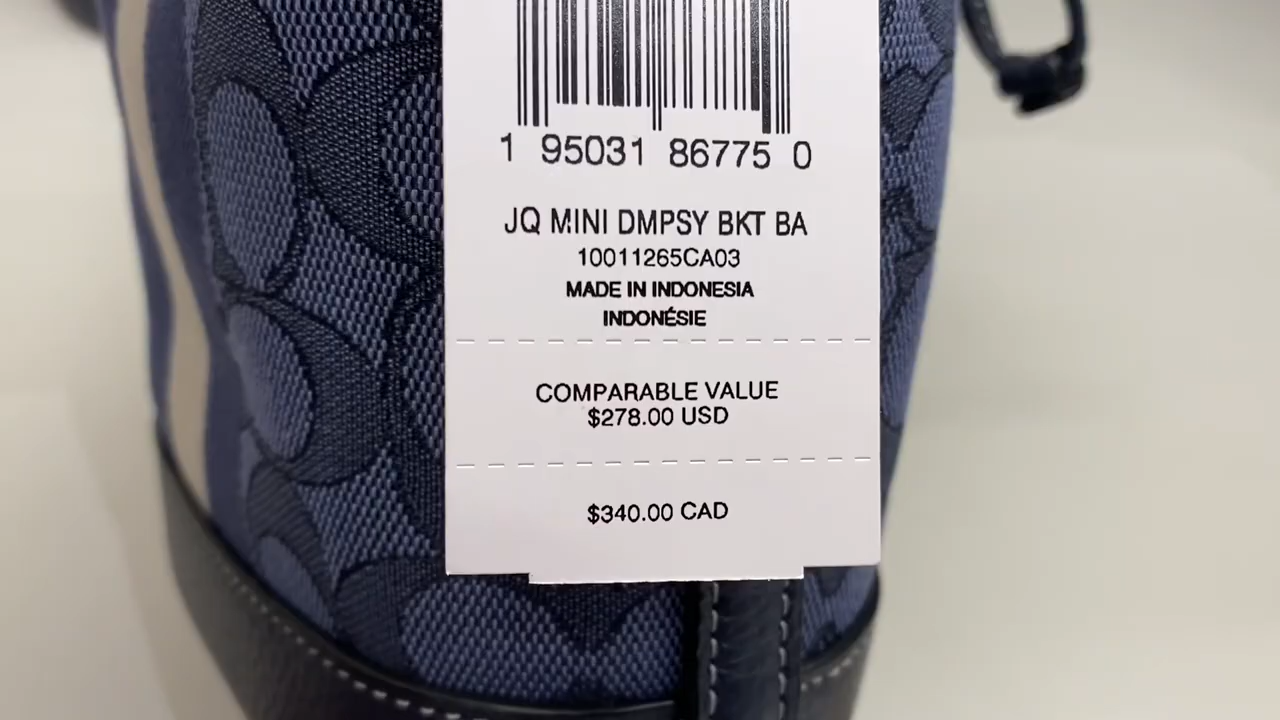 1 95031 86775 0
JQ MINI DMPSY BKT BA
10011265CA03
MADE IN INDONESIA
INDONÉSIE
COMPARABLE VALUE
$278.00 USD
$340.00 CAD